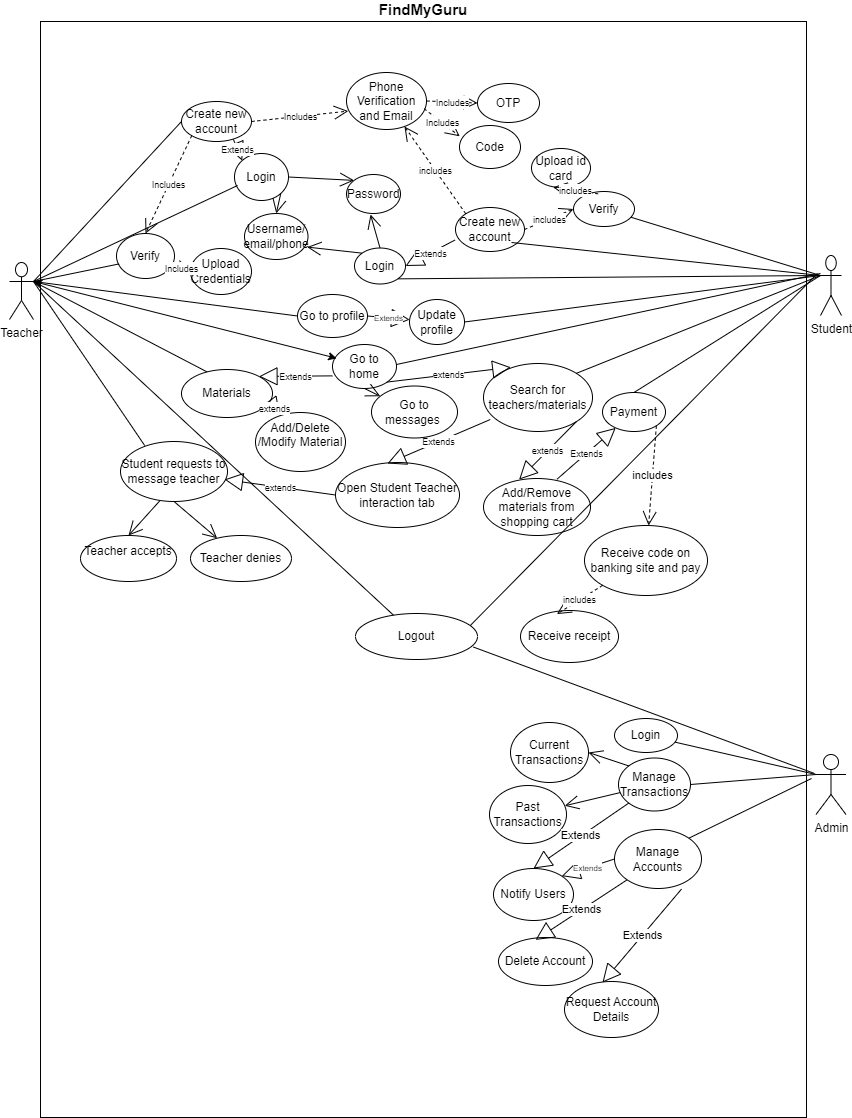 FindMyGuru
Phone
Verification
and Email
Includes
OTP
Create new
account
Includes
Includes
Code
Extends
Upload id
card
Login
includes
Includes
Password
includes
Verify
Username/
email/phone
Create new
account
includes
Verify
Includes
Upload
Credentials
Login
Extends
Teacher
Student
Go to profile
Extends
Update
profile
Go to
home
Materials
Extends
extends
Search for
teachers/materials
extends
Go to
messages
Payment
Add/Delete
/Modify Material
Extends
extends
Extends
Student requests to
message teacher
includes
extends
Open Student Teacher
interaction tab
Add/Remove
materials from
shopping cart
Teacher accepts
Teacher denies
Receive code on
banking site and pay
includes
Logout
Receive receipt
Login
Current
Transactions
Manage
Transactions
Past
Transactions
Admin
Extends
Manage
Accounts
Extends
Notify Users
Extends
Extends
Delete Account
Request Account
Details